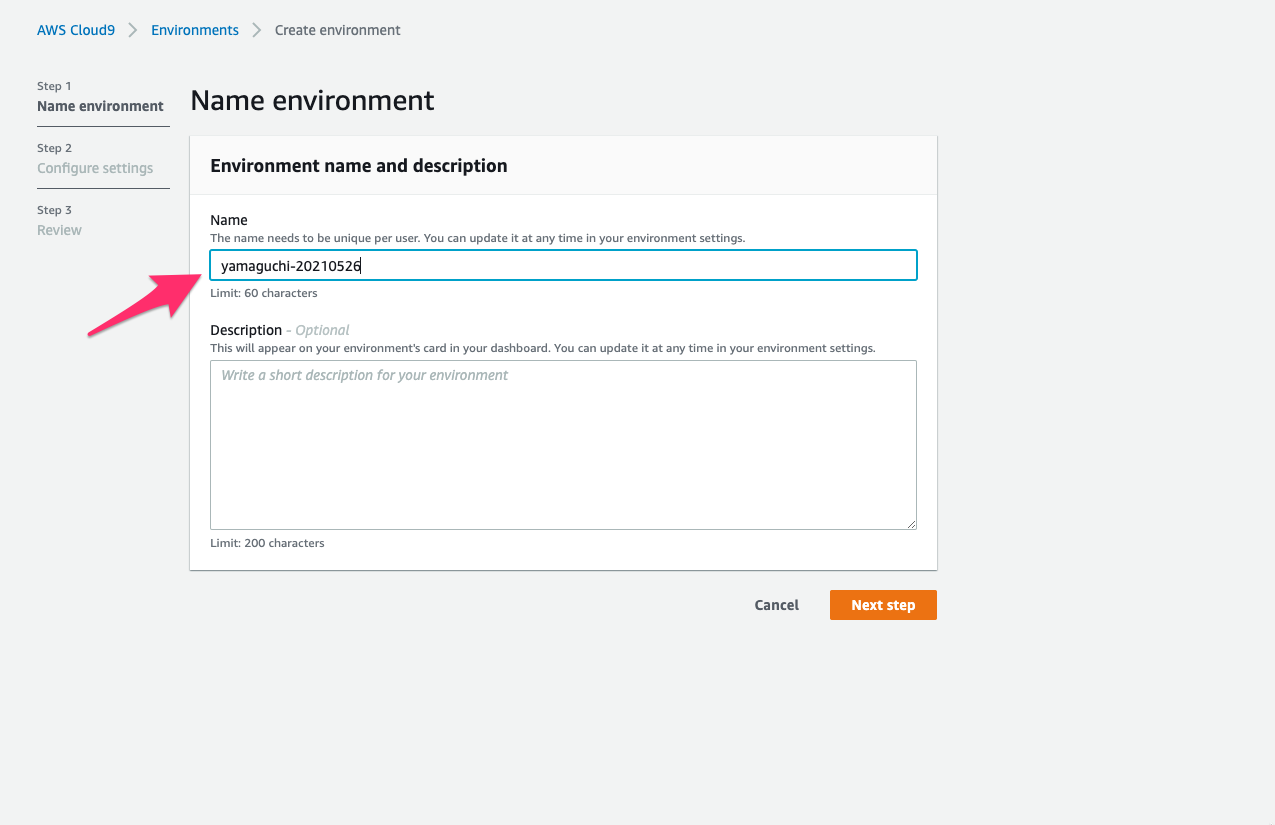 AWS Cloud9 > Environments > Create environment
Step 1
Name environment
Step 2
Configure settings
Step 3
Review
Name environment
Environment name and description
Name
The name needs to be unique per user. You can update it at any time in your environment settings.
yamaguchi-20210526
Limit: 60 characters
Description - Optional
This will appear on your environment's card in your dashboard. You can update it at any time in your environment settings.
Write a short description for your environment
Limit: 200 characters
Cancel
Next step